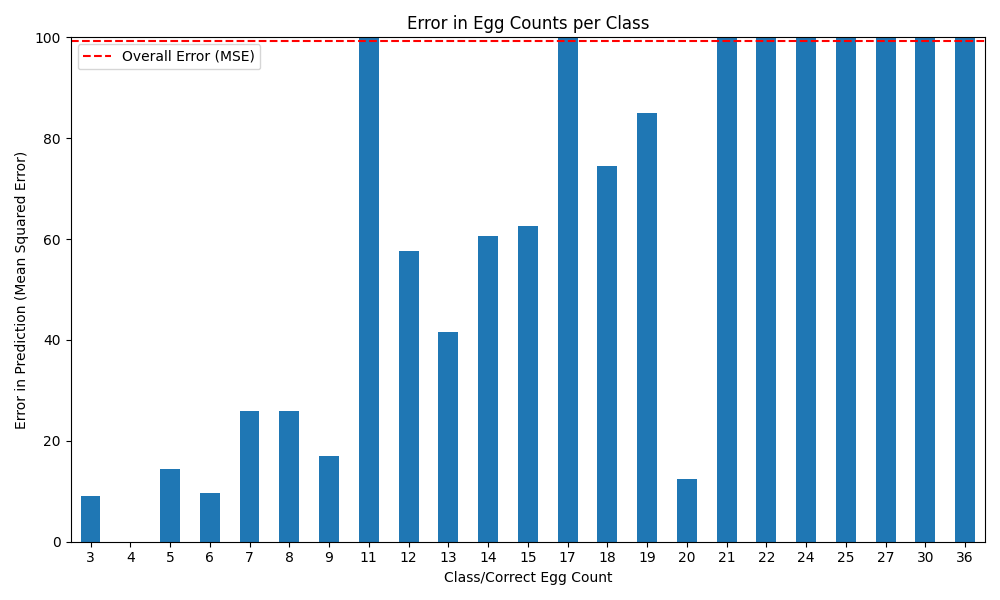 Error in Egg Counts per Class
Error in Prediction (Mean Squared Error)
100
80
60
40
20
0
Overall Error (MSE)
3 4 5 6 7 8 9 11 12 13 14 15 17 18 19 20 21 22 24 25 27 30 36
Class/Correct Egg Count